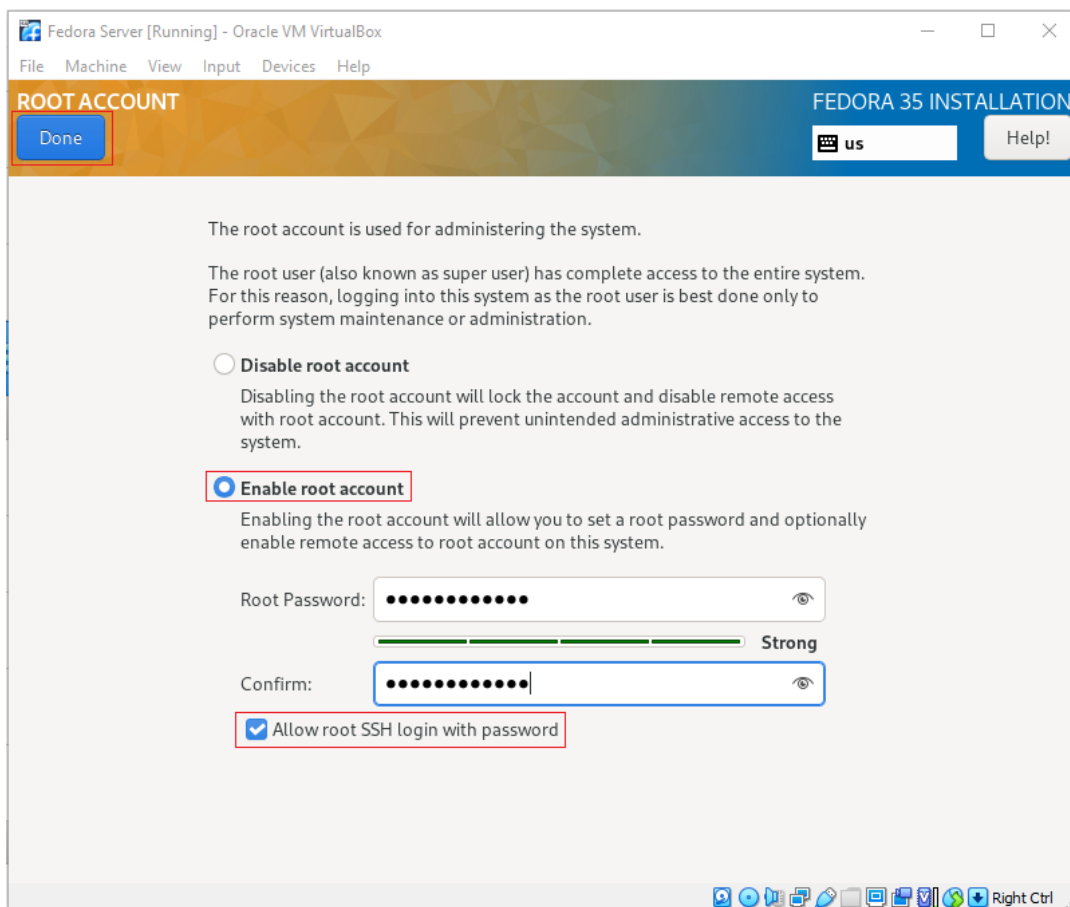 Fedora Server [Running] - Oracle VM VirtualBox
File Machine View Input Devices Help
ROOT ACCOUNT
FEDORA 35 INSTALLATION
Done
us
Help!
The root account is used for administering the system.
The root user (also known as super user) has complete access to the entire system.
For this reason, logging into this system as the root user is best done only to
perform system maintenance or administration.
Disable root account
Disabling the root account will lock the account and disable remote access
with root account. This will prevent unintended administrative access to the
system.
Enable root account
Enabling the root account will allow you to set a root password and optionally
enable remote access to root account on this system.
Root Password: ●●●●●●●●●●●●
Strong
Confirm: ●●●●●●●●●●●●
Allow root SSH login with password
Right Ctrl